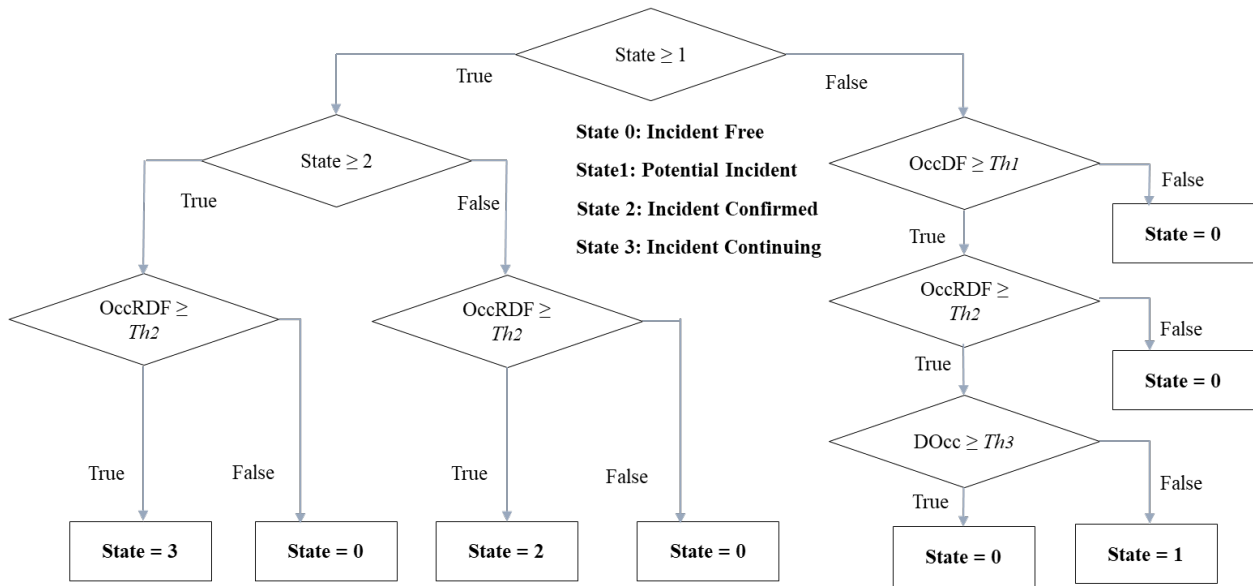 State ≥ 1
True
False
State ≥ 2
State 0: Incident Free
State1: Potential Incident
State 2: Incident Confirmed
State 3: Incident Continuing
OccDF ≥ Th1
True
False
False
State = 0
True
OccRDF ≥
Th2
OccRDF ≥
Th2
OccRDF ≥
Th2
False
State = 0
True
DOcc ≥ Th3
True
False
True
False
True
False
State = 3
State = 0
State = 2
State = 0
State = 0
State = 1